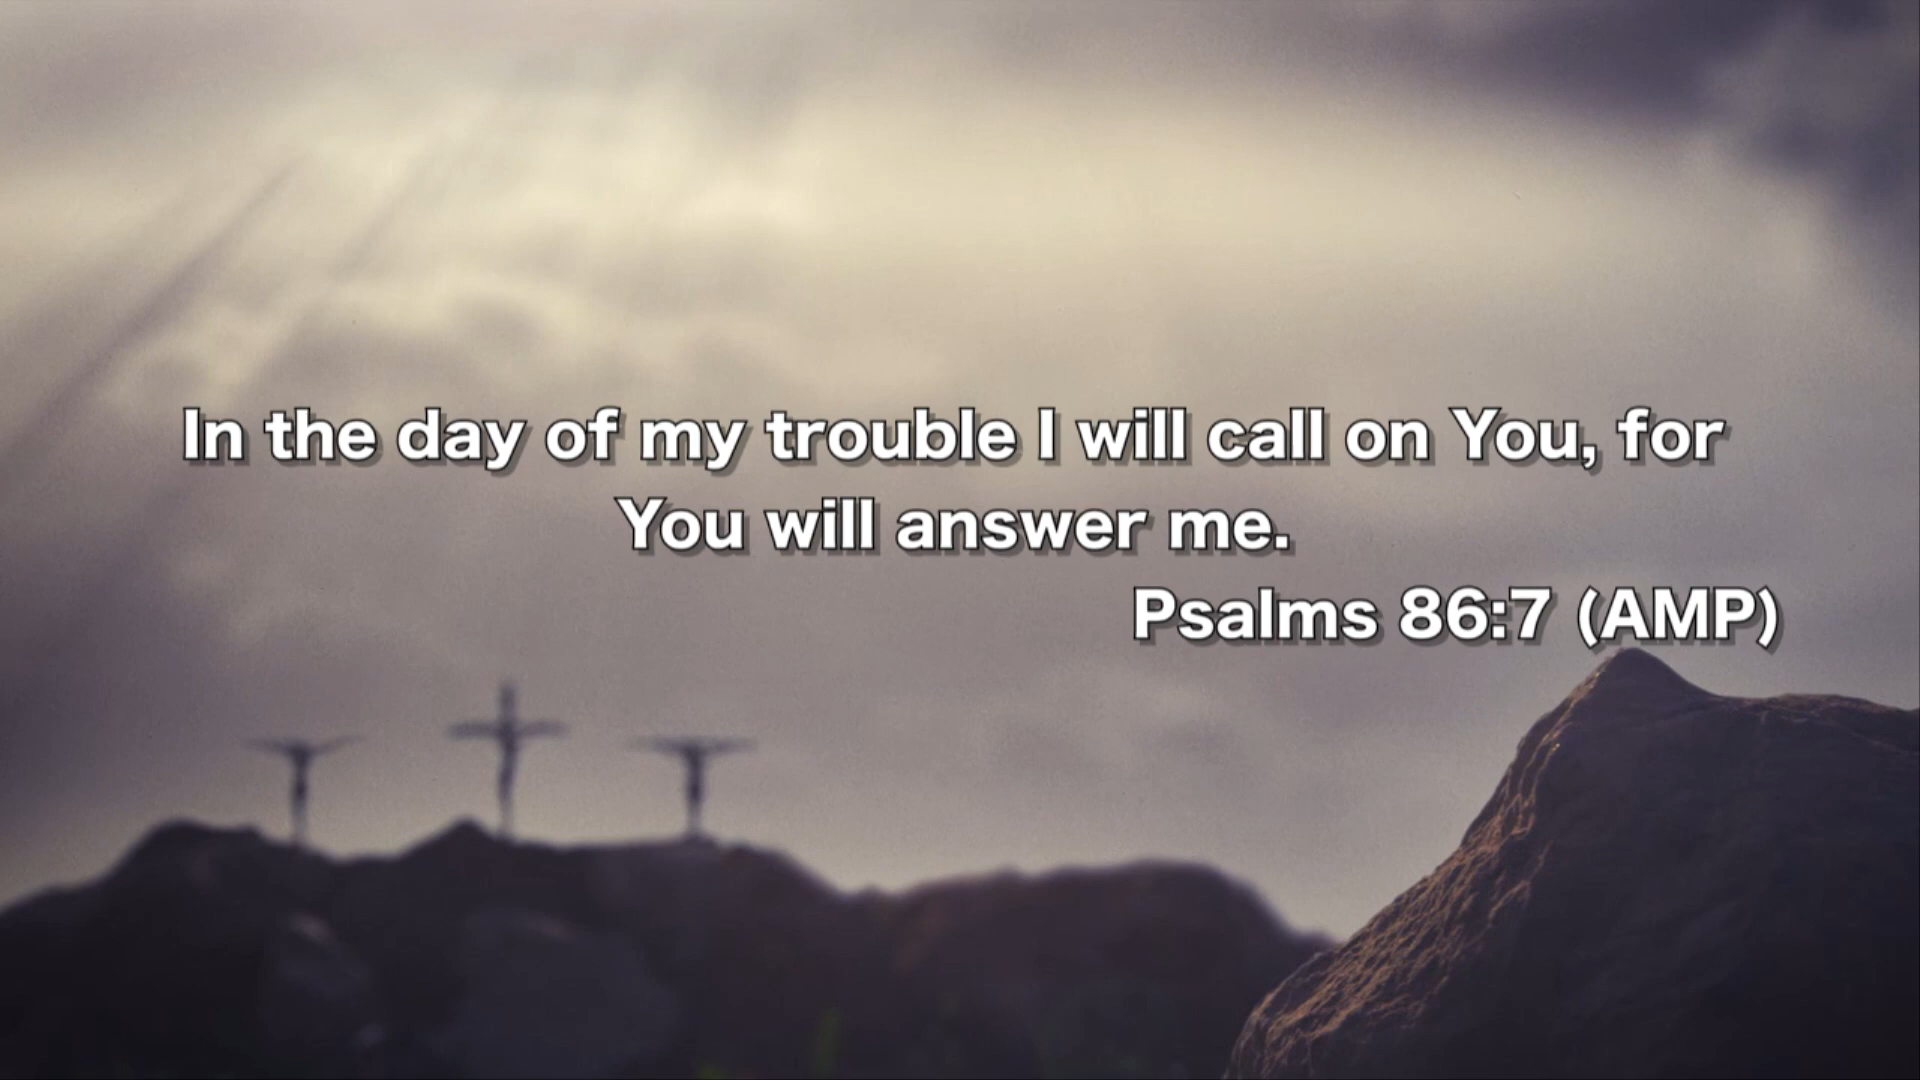 In the day of my trouble I will call on You, for
You will answer me.
Psalms 86:7 (AMP)